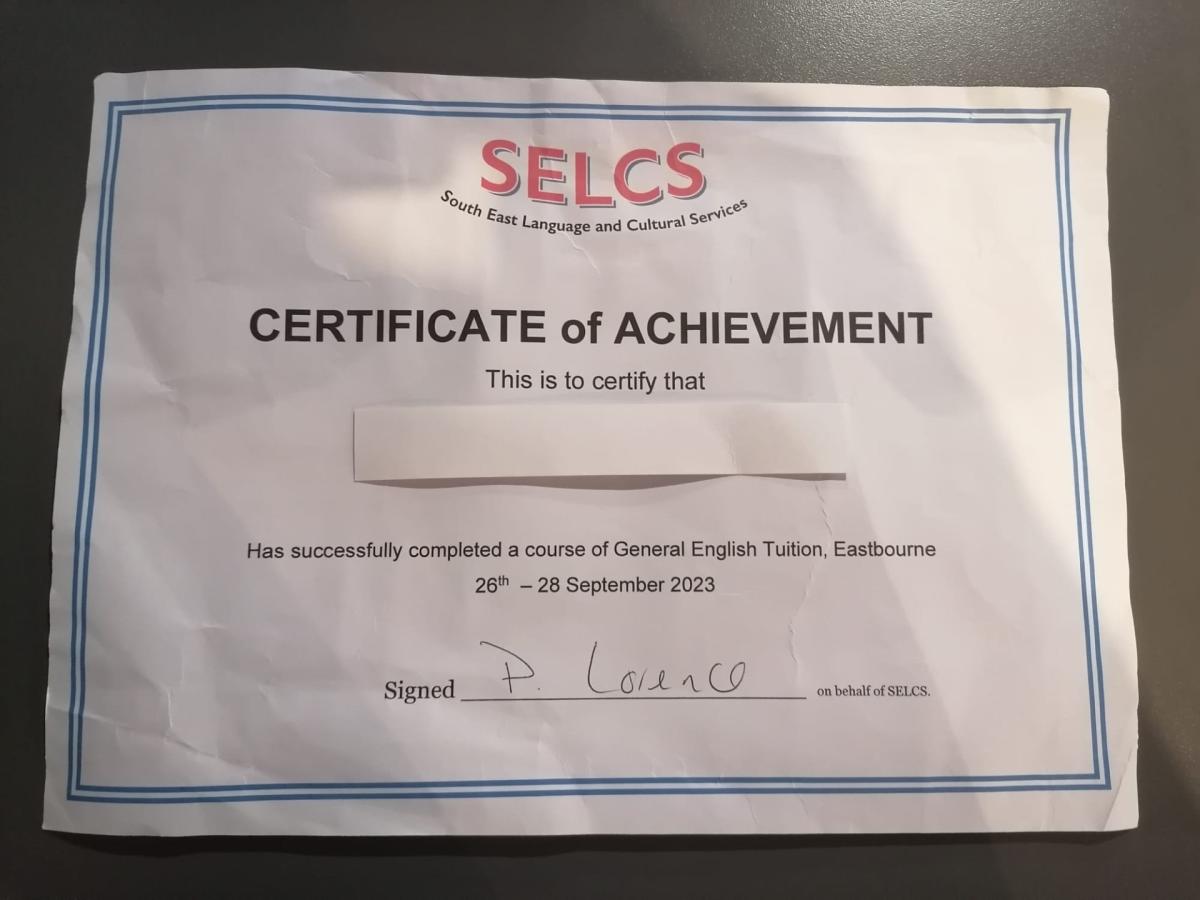 SELCS
South East Language and Cultural Services
CERTIFICATE of ACHIEVEMENT
This is to certify that
Has successfully completed a course of General English Tuition, Eastbourne
26th – 28 September 2023
Signed P. Lorenco on behalf of SELCS.